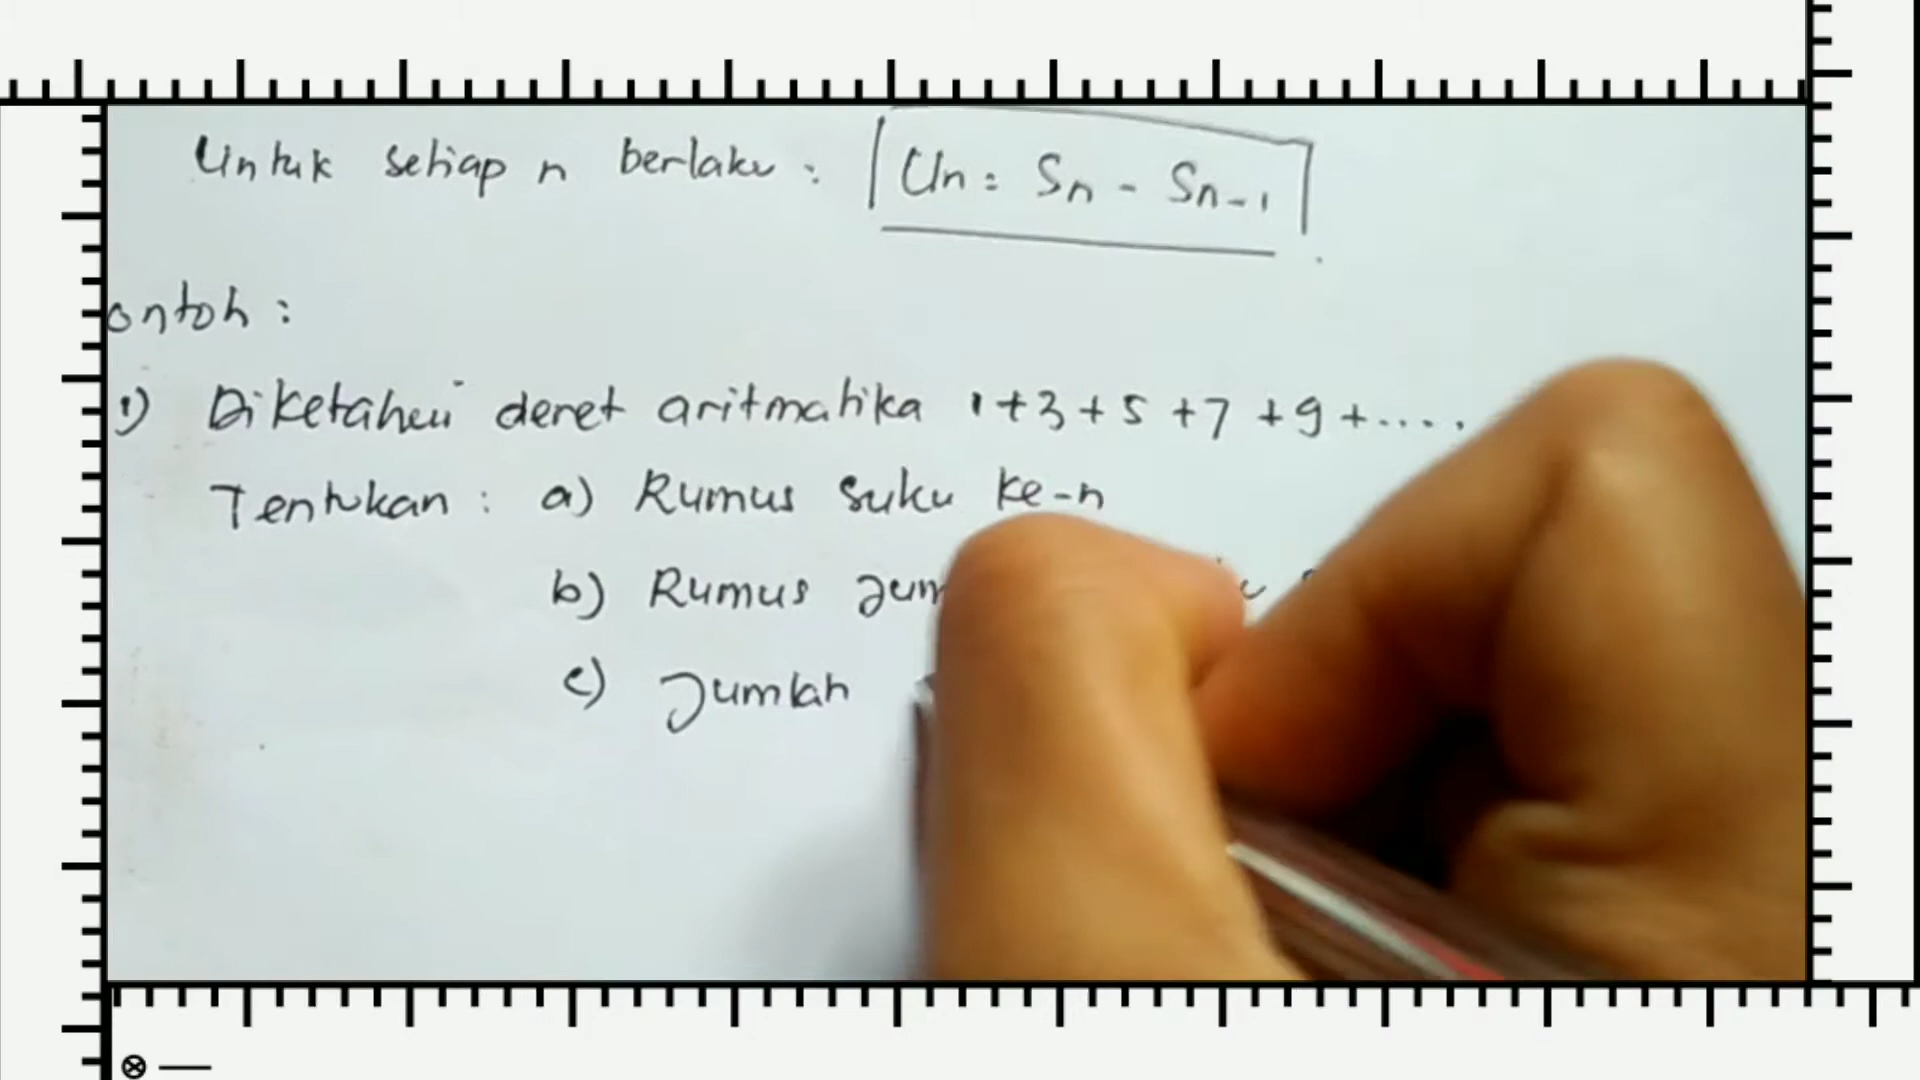 Untuk setiap n berlaku : Un = Sn - Sn-1
ontoh :
1) Diketahui deret aritmatika 1+3+5+7+9+....
Tentukan : a) Rumus suku ke-n
b) Rumus
c) Jumlah